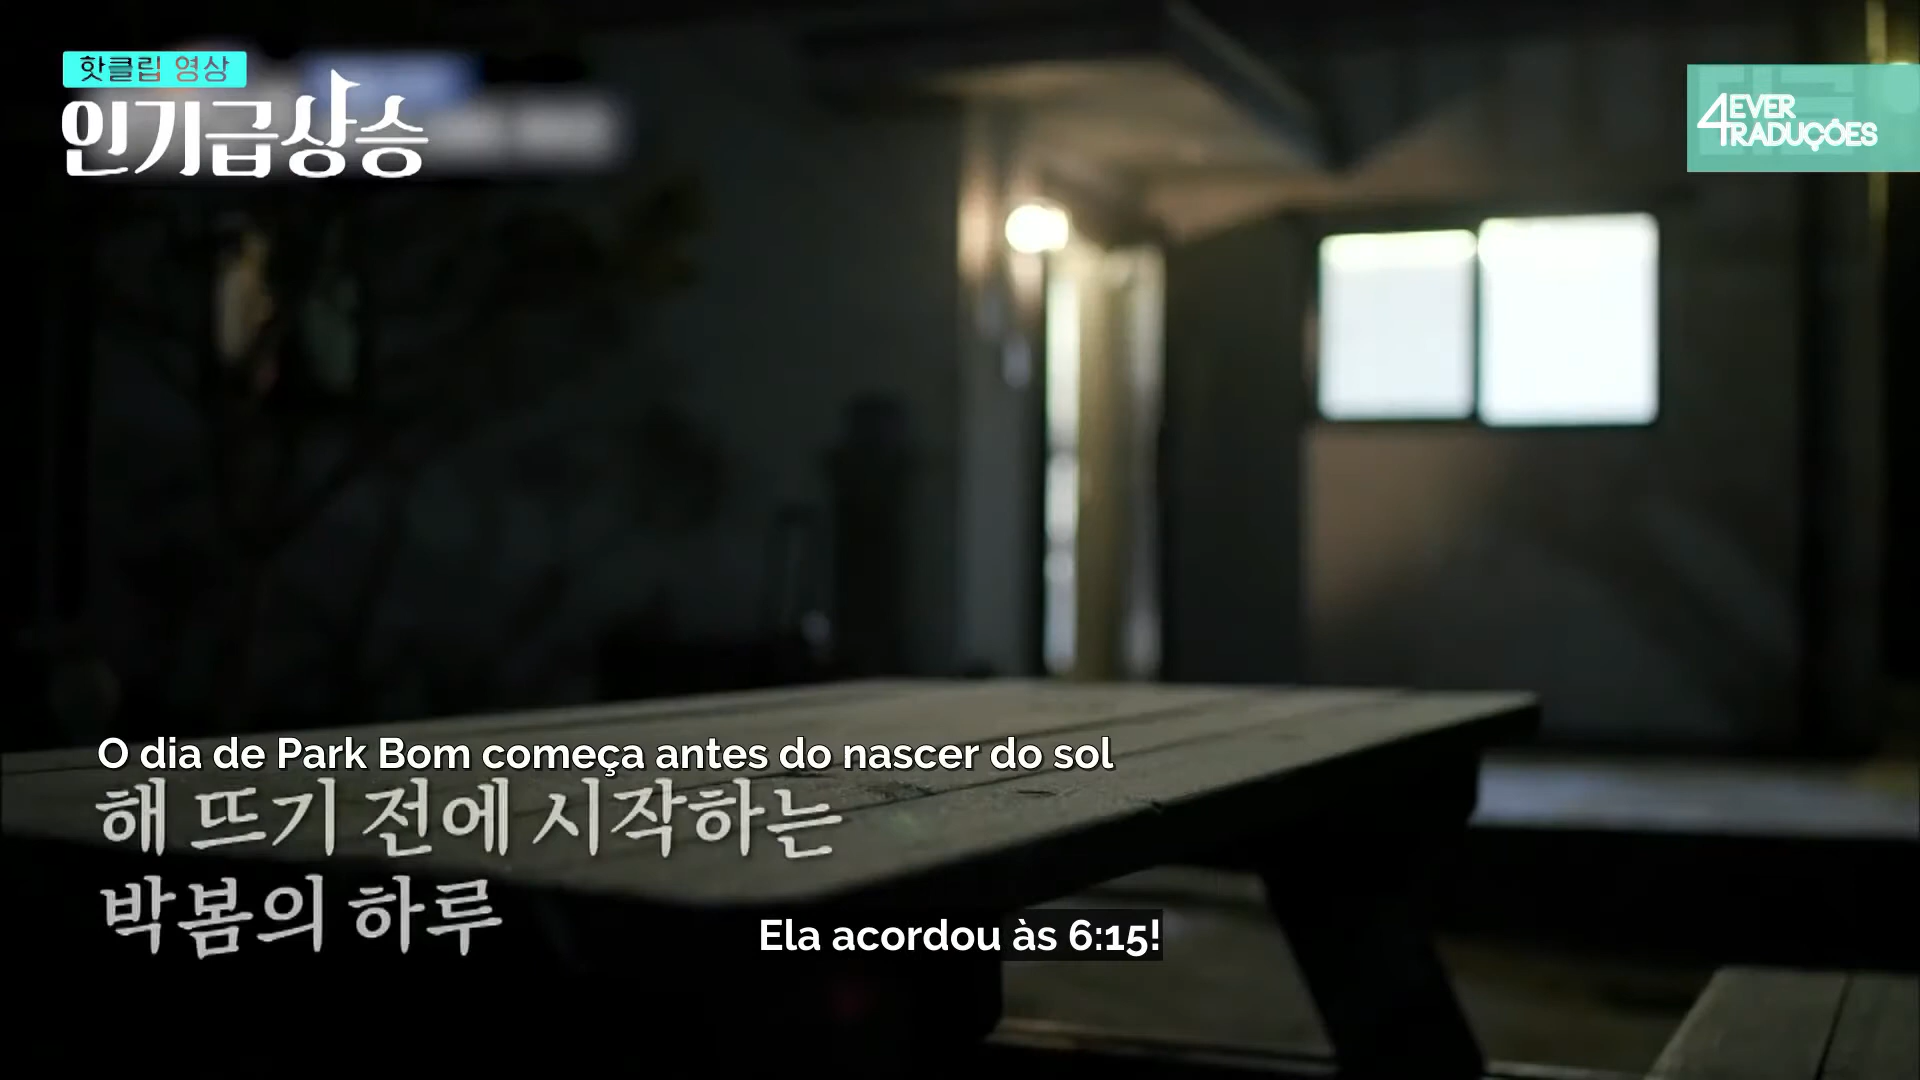 핫클립 영상
인기급상승
4EVER
TRADUÇÕES
O dia de Park Bom começa antes do nascer do sol
해 뜨기 전에 시작하는
박봄의 하루
Ela acordou às 6:15!